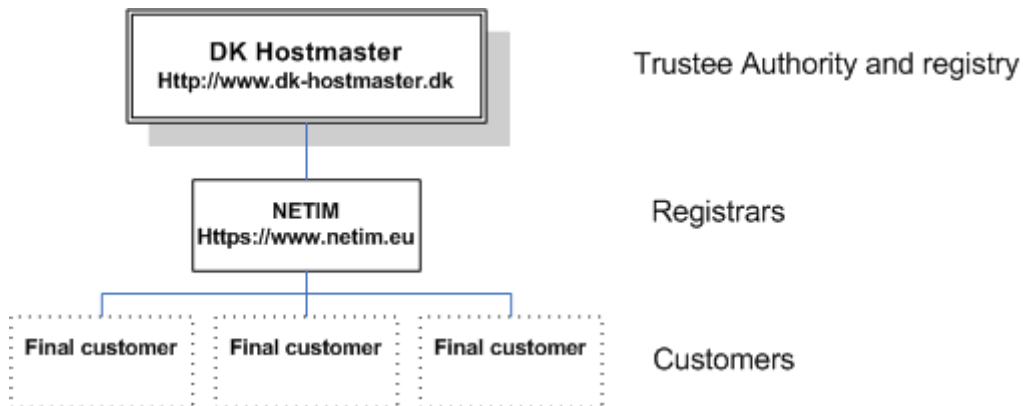 DK Hostmaster
Http://www.dk-hostmaster.dk
Trustee Authority and registry
NETIM
Https://www.netim.eu
Registrars
Final customer
Final customer
Final customer
Customers